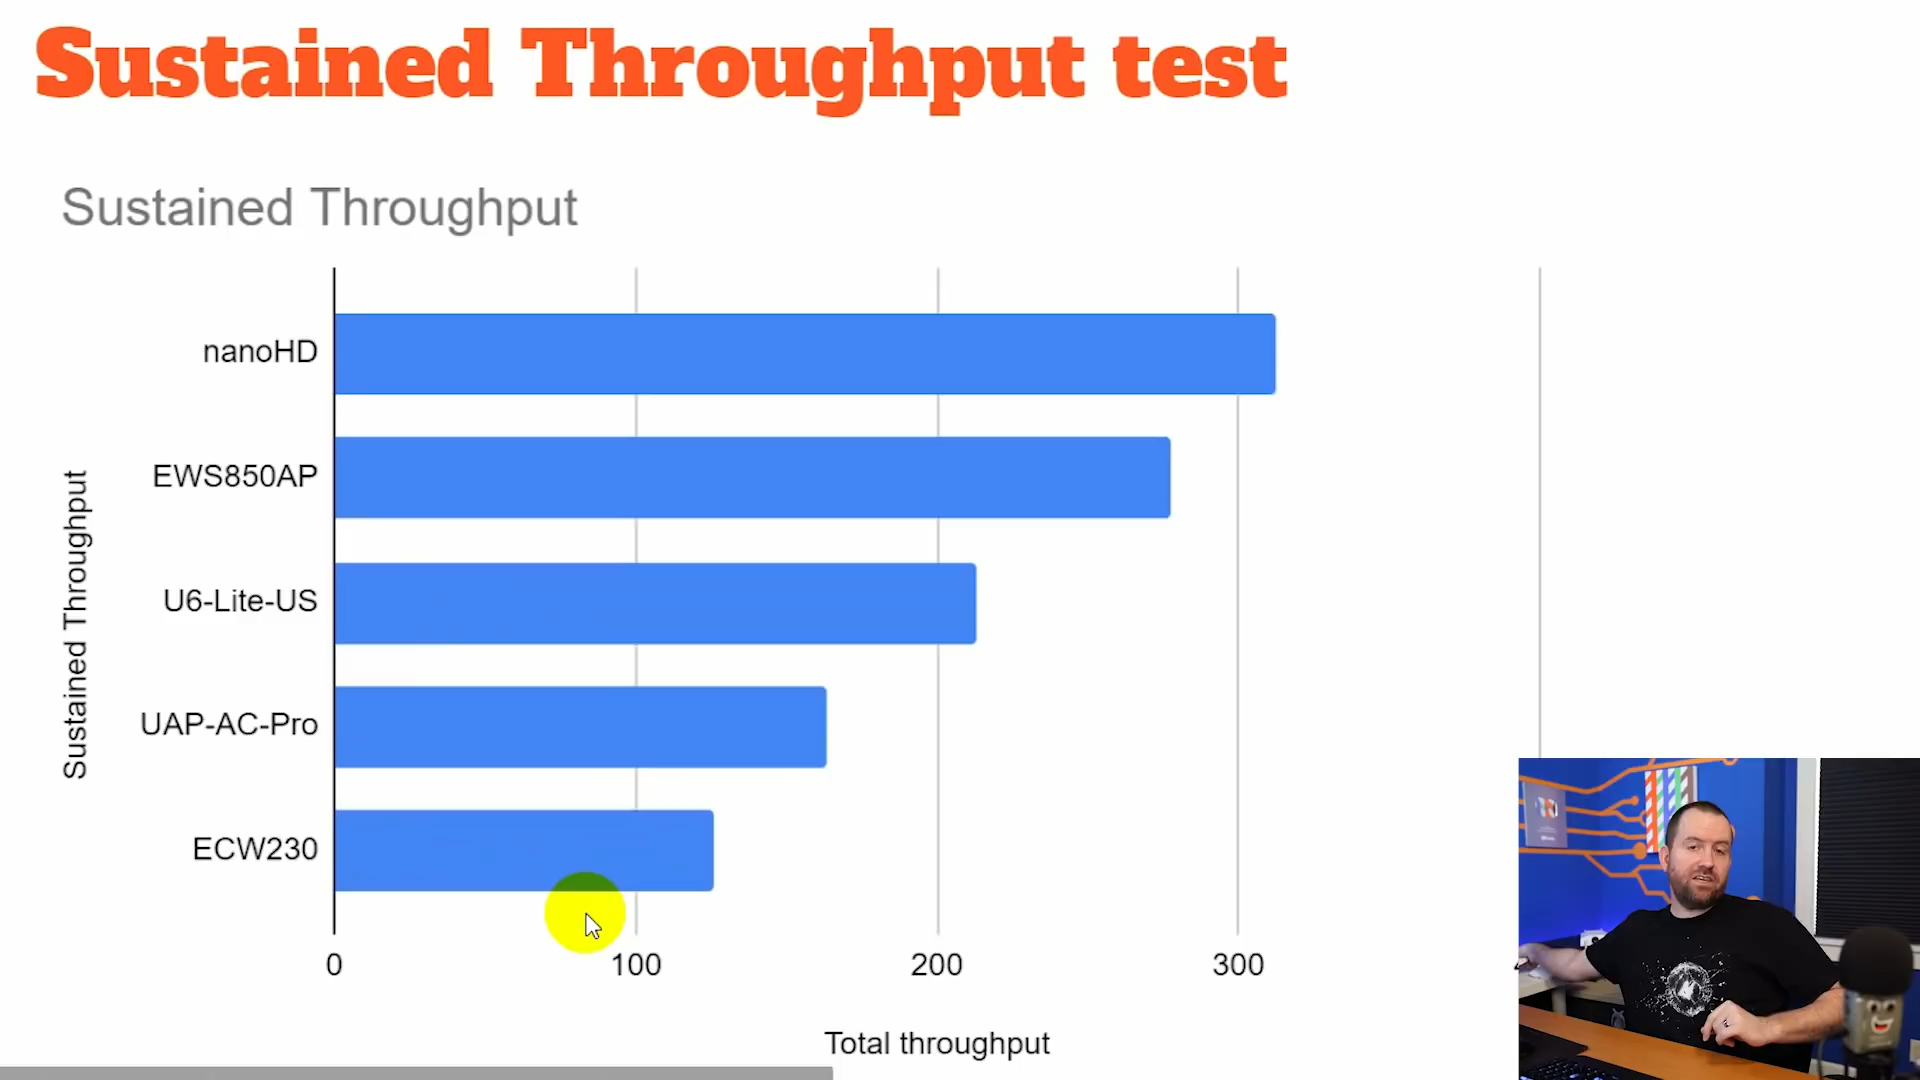 Sustained Throughput test
Sustained Throughput
nanoHD
EWS850AP
U6-Lite-US
UAP-AC-Pro
ECW230
Sustained Throughput
0
100
200
300
Total throughput